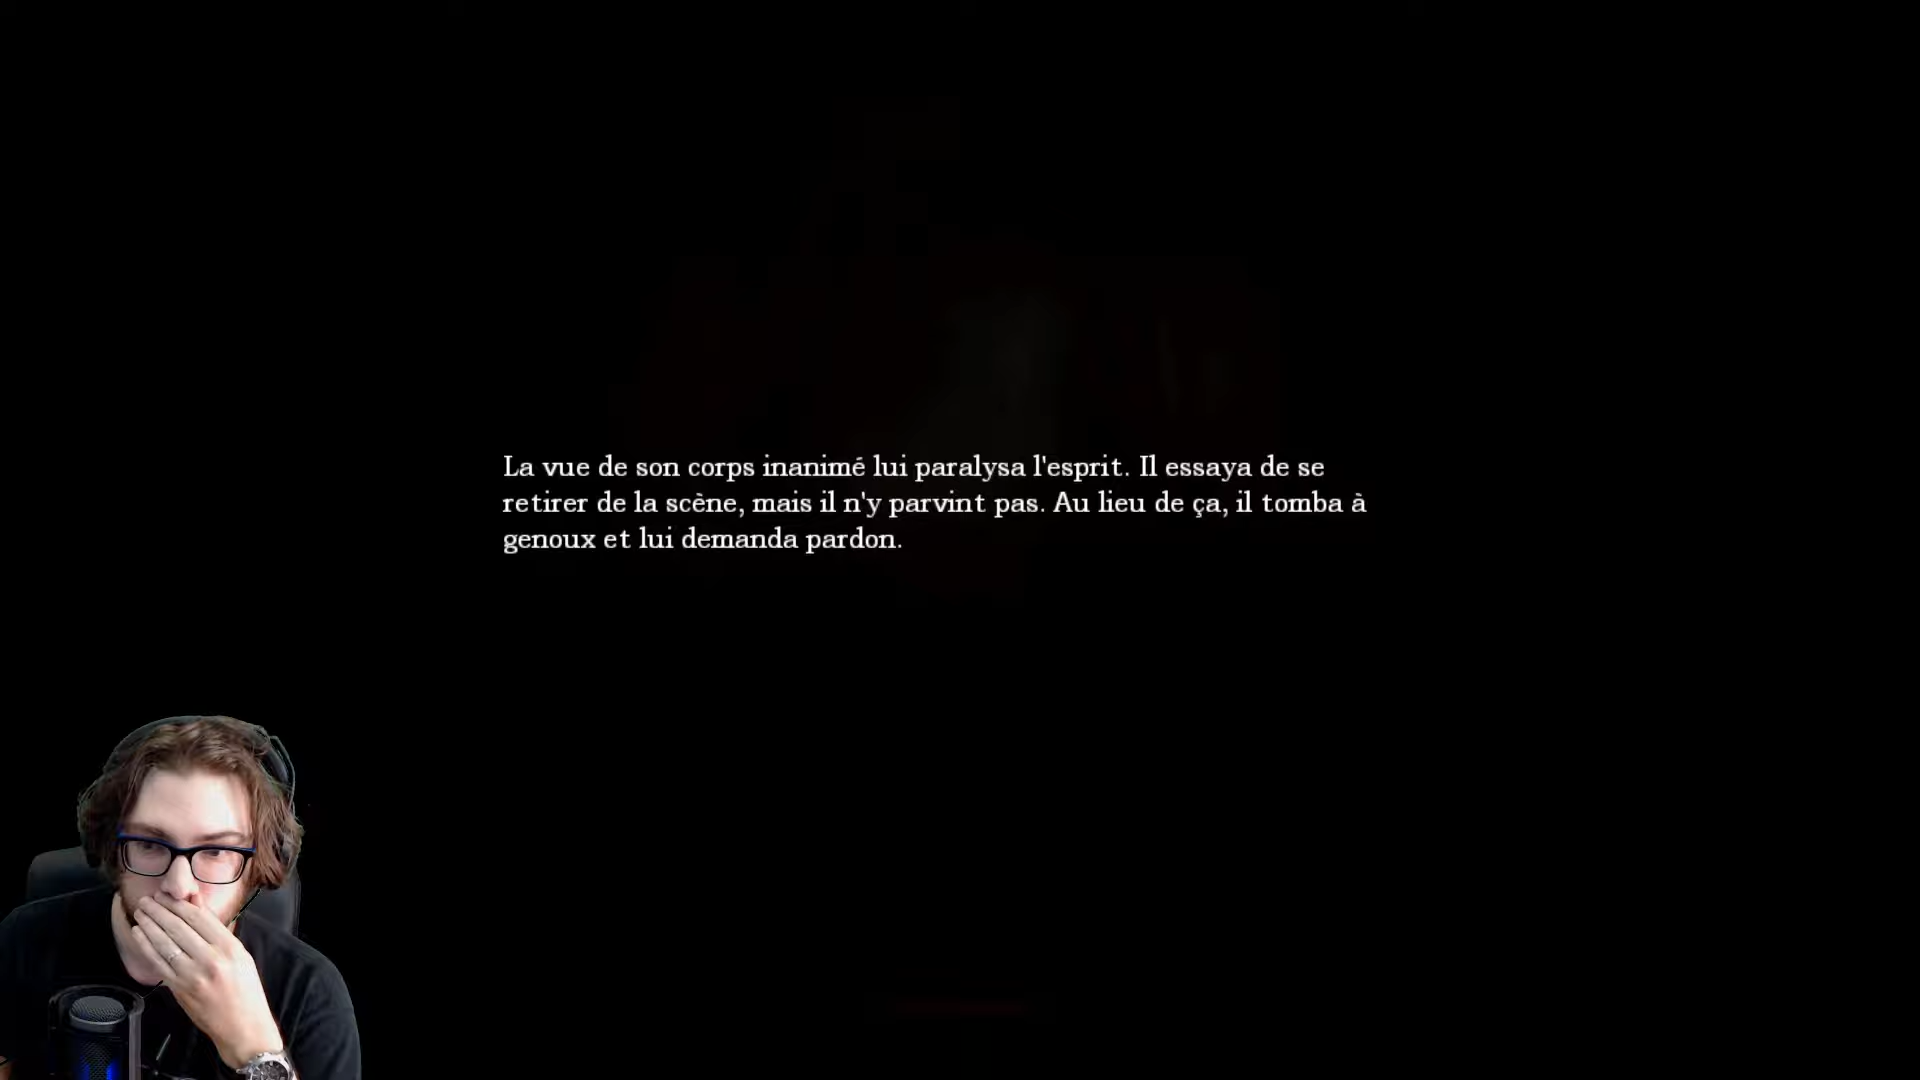 La vue de son corps inanimé lui paralysa l'esprit. Il essaya de se
retirer de la scène, mais il n'y parvint pas. Au lieu de ça, il tomba à
genoux et lui demanda pardon.